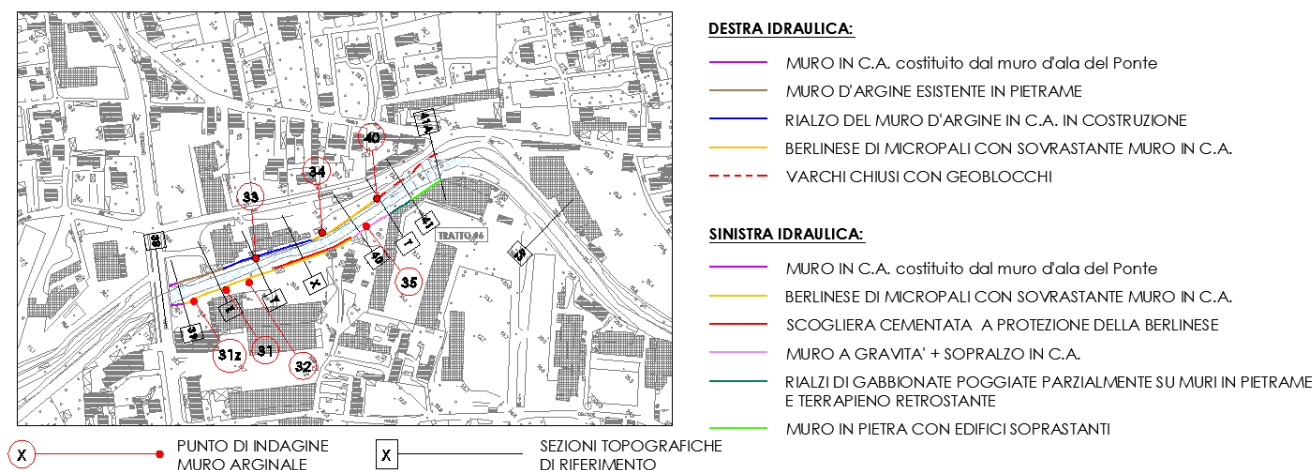 33
34
40
41A
39
TRATTO 46
41
T
40
53
X
Y
35
31z
31
32
DESTRA IDRAULICA:
MURO IN C.A. costituito dal muro d'ala del Ponte
MURO D'ARGINE ESISTENTE IN PIETRAME
RIALZO DEL MURO D'ARGINE IN C.A. IN COSTRUZIONE
BERLINESE DI MICROPALI CON SOVRASTANTE MURO IN C.A.
VARCHI CHIUSI CON GEOBLOCCHI
SINISTRA IDRAULICA:
MURO IN C.A. costituito dal muro d'ala del Ponte
BERLINESE DI MICROPALI CON SOVRASTANTE MURO IN C.A.
SCOGLIERA CEMENTATA A PROTEZIONE DELLA BERLINESE
MURO A GRAVITA' + SOPRALZO IN C.A.
RIALZI DI GABBIONATE POGGIATE PARZIALMENTE SU MURI IN PIETRAME
E TERRAPIENO RETROSTANTE
MURO IN PIETRA CON EDIFICI SOPRASTANTI
X
PUNTO DI INDAGINE
MURO ARGINALE
X
SEZIONI TOPOGRAFICHE
DI RIFERIMENTO